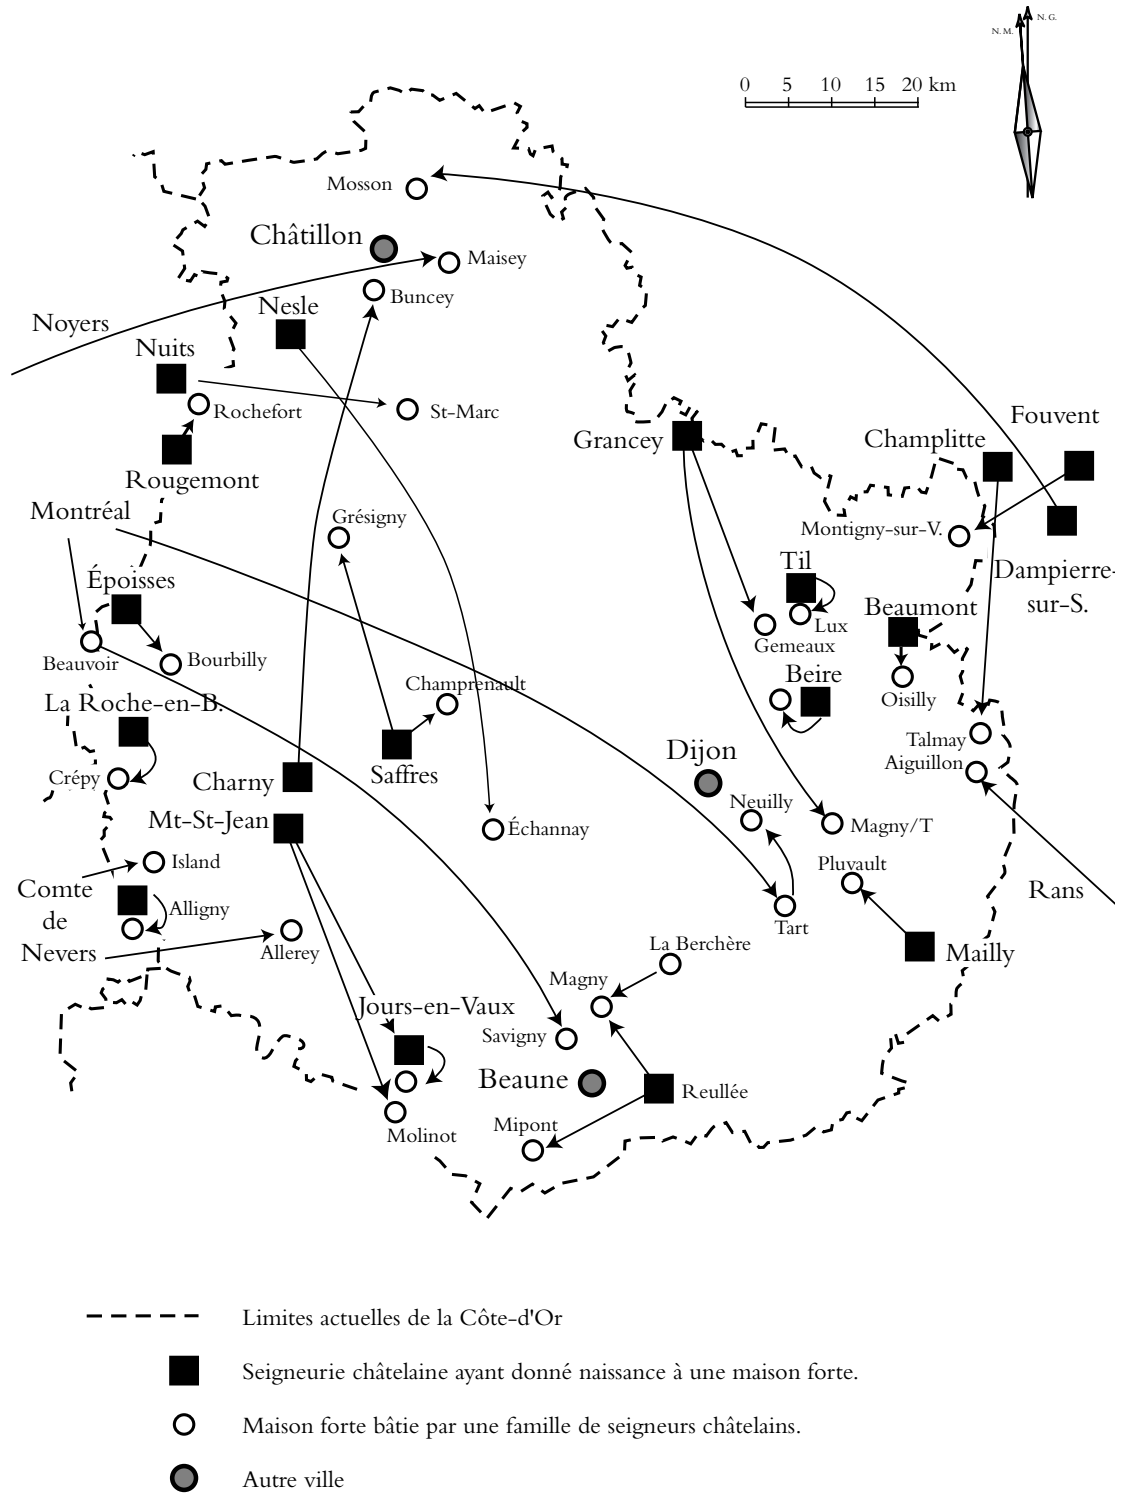 N. G.
N. M.
0 5 10 15 20 km
Mosson
Châtillon
Maisey
Buncey
Nesle
Noyers
Nuits
Rochefort
St-Marc
Fouvent
Champlitte
Grancey
Rougemont
Montréal
Grésigny
Montigny-sur-V.
Til
Dampierre-
sur-S.
Époisses
Beaumont
Lux
Gemeaux
Bourbilly
Beauvoir
Beire
Champrenault
Oisilly
La Roche-en-B.
Talmay
Dijon
Aiguillon
Saffres
Crépy
Charny
Neuilly
Mt-St-Jean
Échannay
Magny/T
Island
Pluvault
Comte
de
Nevers
Rans
Alligny
Tart
Allerey
La Berchère
Mailly
Magny
Jours-en-Vaux
Savigny
Beaune
Reullée
Mipont
Molinot
Limites actuelles de la Côte-d'Or
Seigneurie châtelaine ayant donné naissance à une maison forte.
Maison forte bâtie par une famille de seigneurs châtelains.
Autre ville